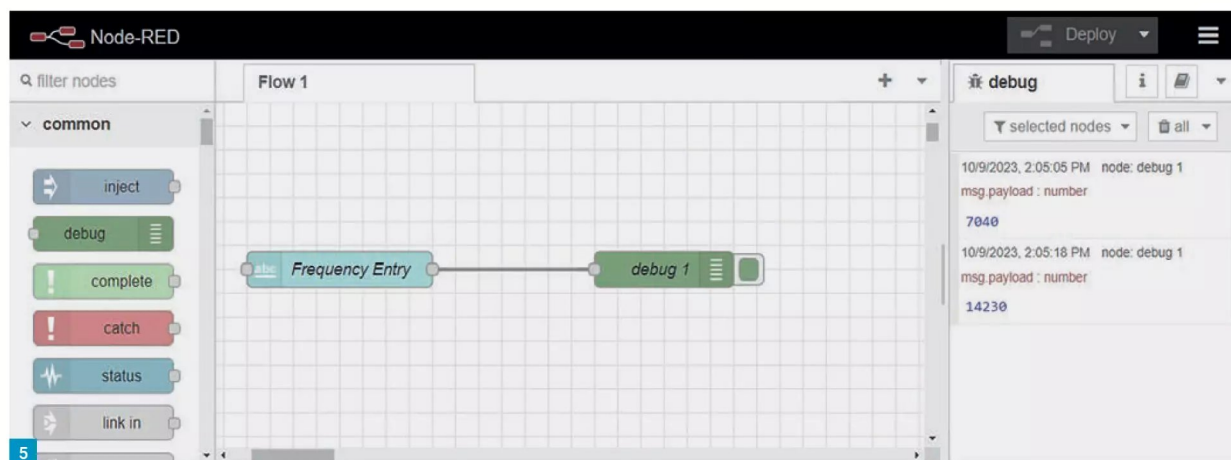 Node-RED
Deploy
filter nodes
Flow 1
debug
i
common
selected nodes
all
inject
debug
complete
catch
status
link in
abc Frequency Entry
debug 1
10/9/2023, 2:05:05 PM node: debug 1
msg.payload : number
7040
10/9/2023, 2:05:18 PM node: debug 1
msg.payload : number
14230
5